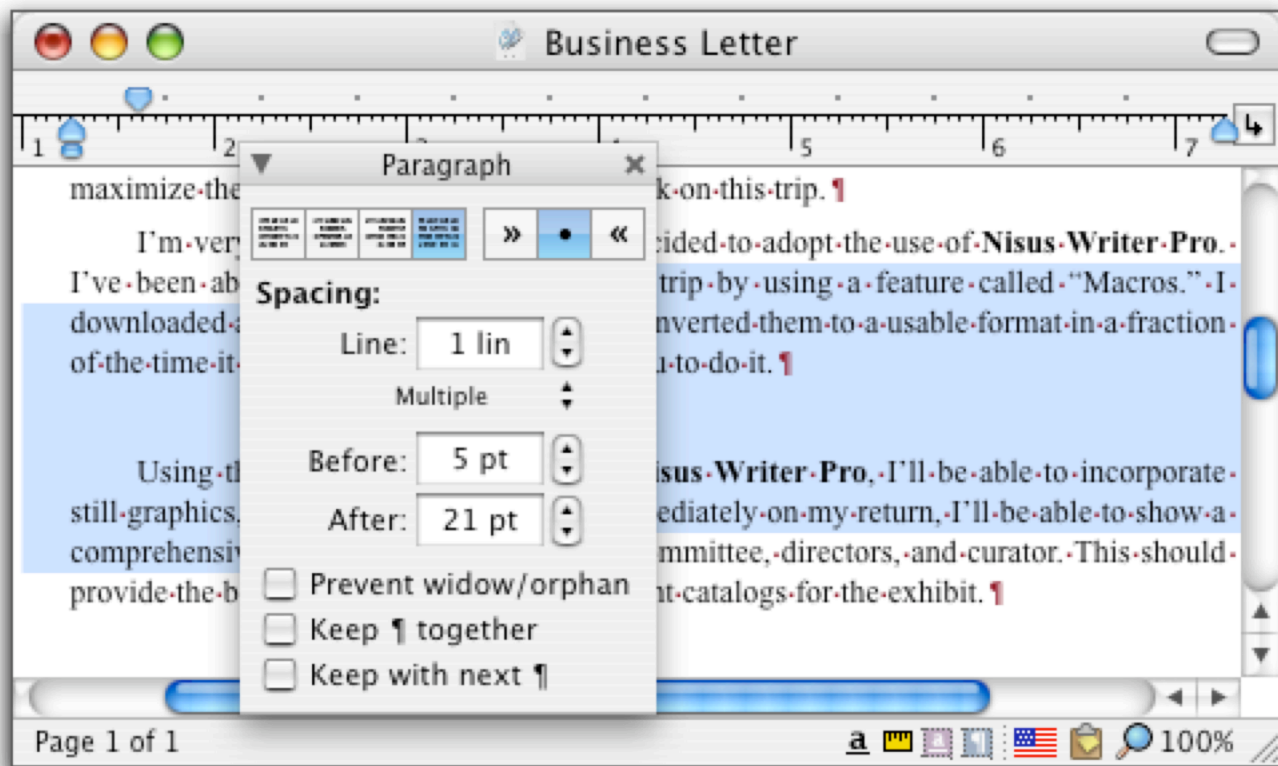 Business Letter
1 2 3 4 5 6 7
maximize·the k·on·this·trip. ¶
I’m·very cided·to·adopt·the·use·of·Nisus·Writer·Pro.·
I’ve·been·ab trip·by·using·a·feature·called·“Macros.”·I·
downloaded·a nverted·them·to·a·usable·format·in·a·fraction·
of·the·time·it· u·to·do·it. ¶
Using·th isus·Writer·Pro,·I’ll·be·able·to·incorporate·
still·graphics, ediately·on·my·return,·I’ll·be·able·to·show·a·
comprehensiv mmittee,·directors,·and·curator.·This·should·
provide·the·b nt·catalogs·for·the·exhibit. ¶
Paragraph
» • «
Spacing:
Line: 1 lin
Multiple
Before: 5 pt
After: 21 pt
Prevent widow/orphan
Keep ¶ together
Keep with next ¶
Page 1 of 1 a a ¶ 100%